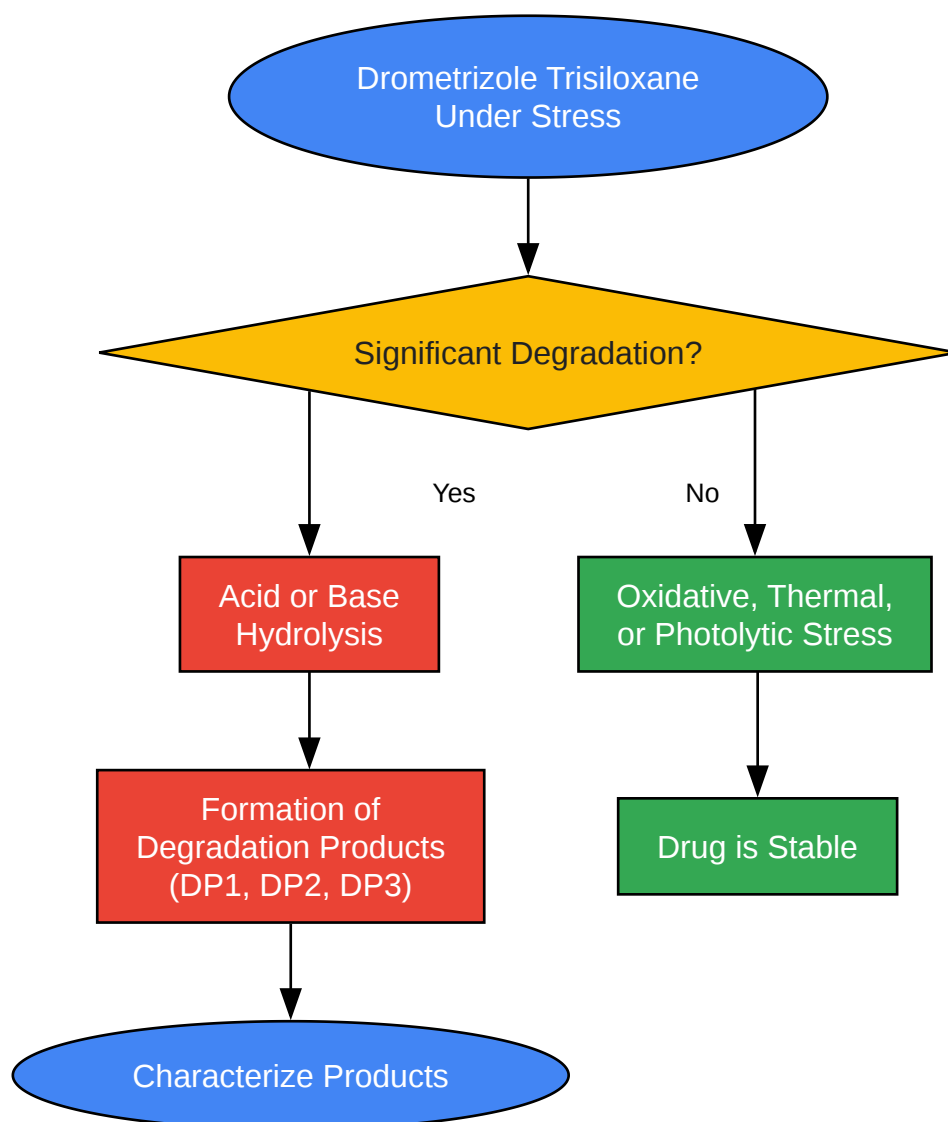 Drometrizole Trisiloxane
Under Stress
Significant Degradation?
Yes
No
Acid or Base
Hydrolysis
Oxidative, Thermal,
or Photolytic Stress
Formation of
Degradation Products
(DP1, DP2, DP3)
Drug is Stable
Characterize Products